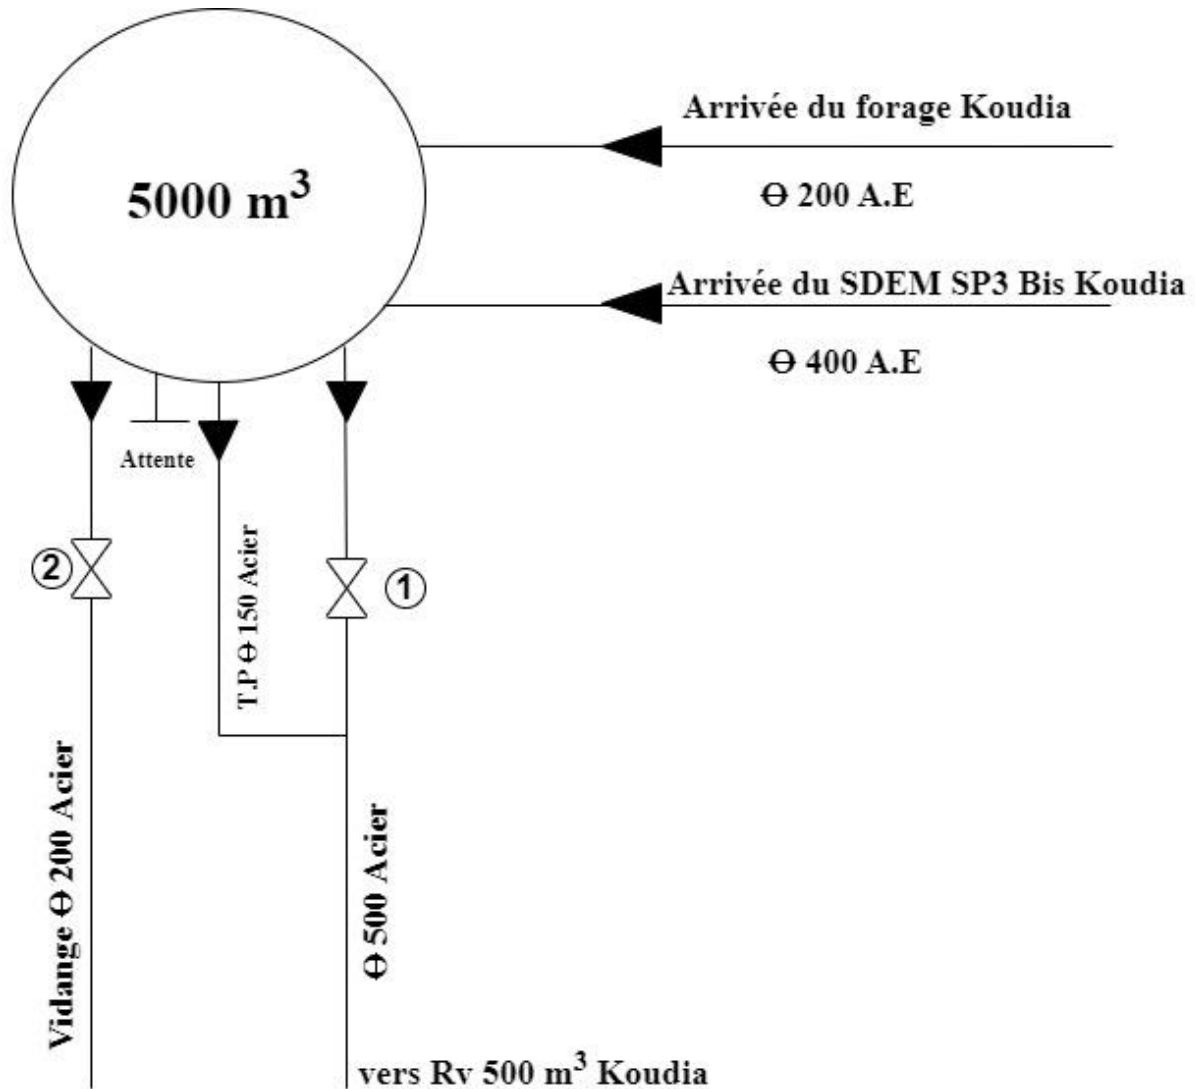 Arrivée du forage Koudia
5000 m³
Ꝋ 200 A.E
Arrivée du SDEM SP3 Bis Koudia
Ꝋ 400 A.E
Attente
2
1
T.P Ꝋ 150 Acier
Vidange Ꝋ 200 Acier
Ꝋ 500 Acier
vers Rv 500 m³ Koudia